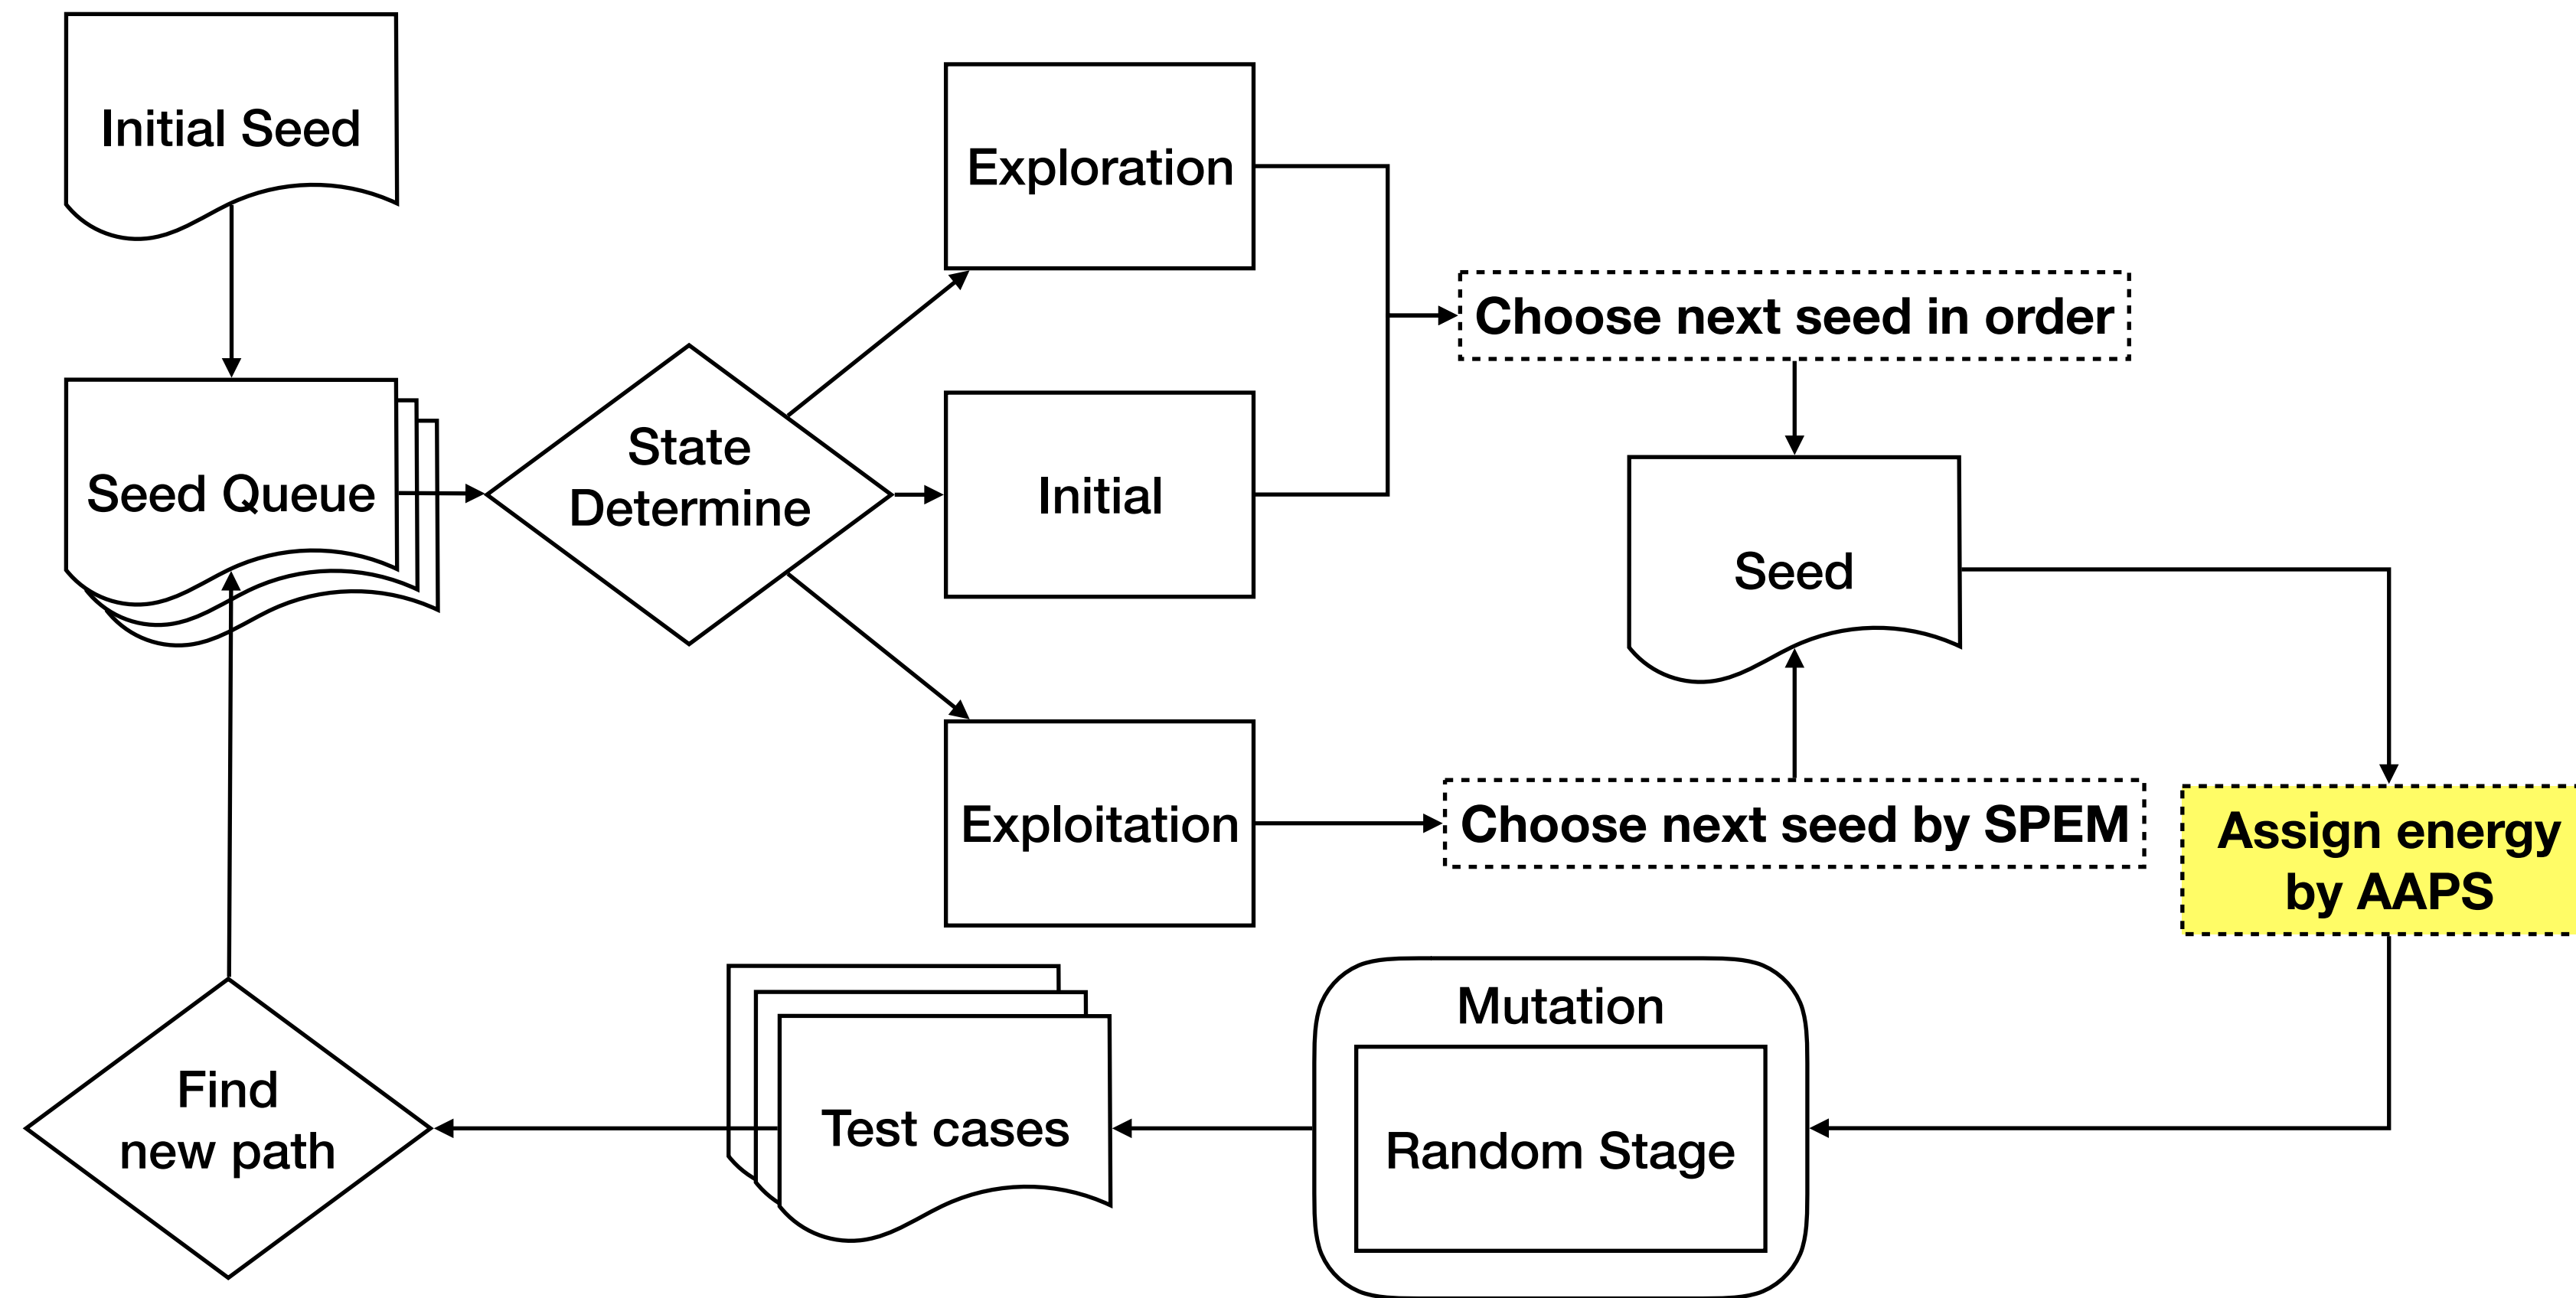 Initial Seed
Exploration
Choose next seed in order
State
Determine
Seed Queue
Initial
Seed
Exploitation
Choose next seed by SPEM
Assign energy
by AAPS
Mutation
Random Stage
Test cases
Find
new path